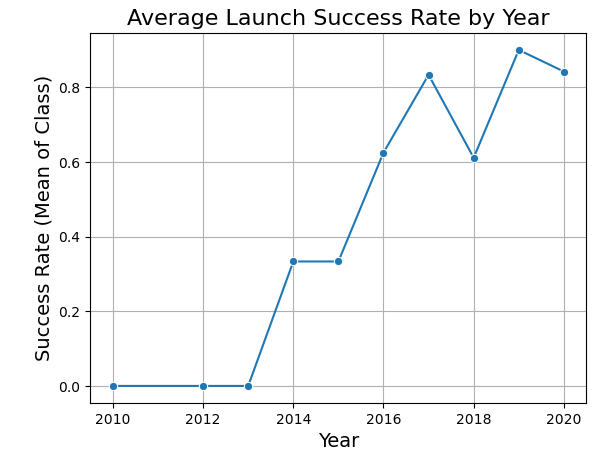 Average Launch Success Rate by Year
Success Rate (Mean of Class)
0.8
0.6
0.4
0.2
0.0
2010 2012 2014 2016 2018 2020
Year